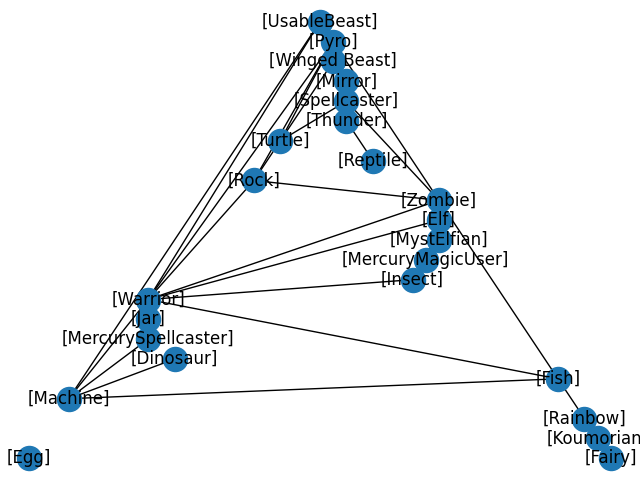 [UsableBeast]
[Pyro]
[Winged Beast]
[Mirror]
[Spellcaster]
[Thunder]
[Turtle]
[Reptile]
[Rock]
[Zombie]
[Elf]
[MystElfian]
[MercuryMagicUser]
[Insect]
[Warrior]
[Jar]
[MercurySpellcaster]
[Dinosaur]
[Fish]
[Machine]
[Rainbow]
[Koumorian
[Egg]
[Fairy]